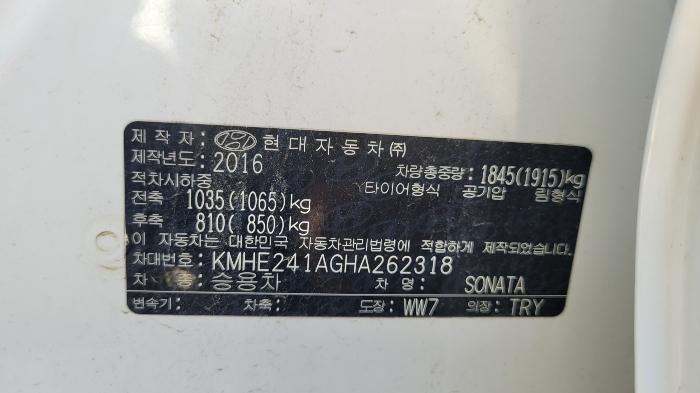 제 작 자: 현대자동차㈜
제작년도: 2016 차량총중량: 1845(1915)kg
적차시하중 타이어형식 공기압 림형식
전축 1035(1065)kg
후축 810( 850)kg
이 자동차는 대한민국 자동차관리법령에 적합하게 제작되었습니다.
차대번호: KMHE241AGHA262318
차 종: 승용차 차 명: SONATA
변속기: 차축: 도장: WW7 의장: TRY